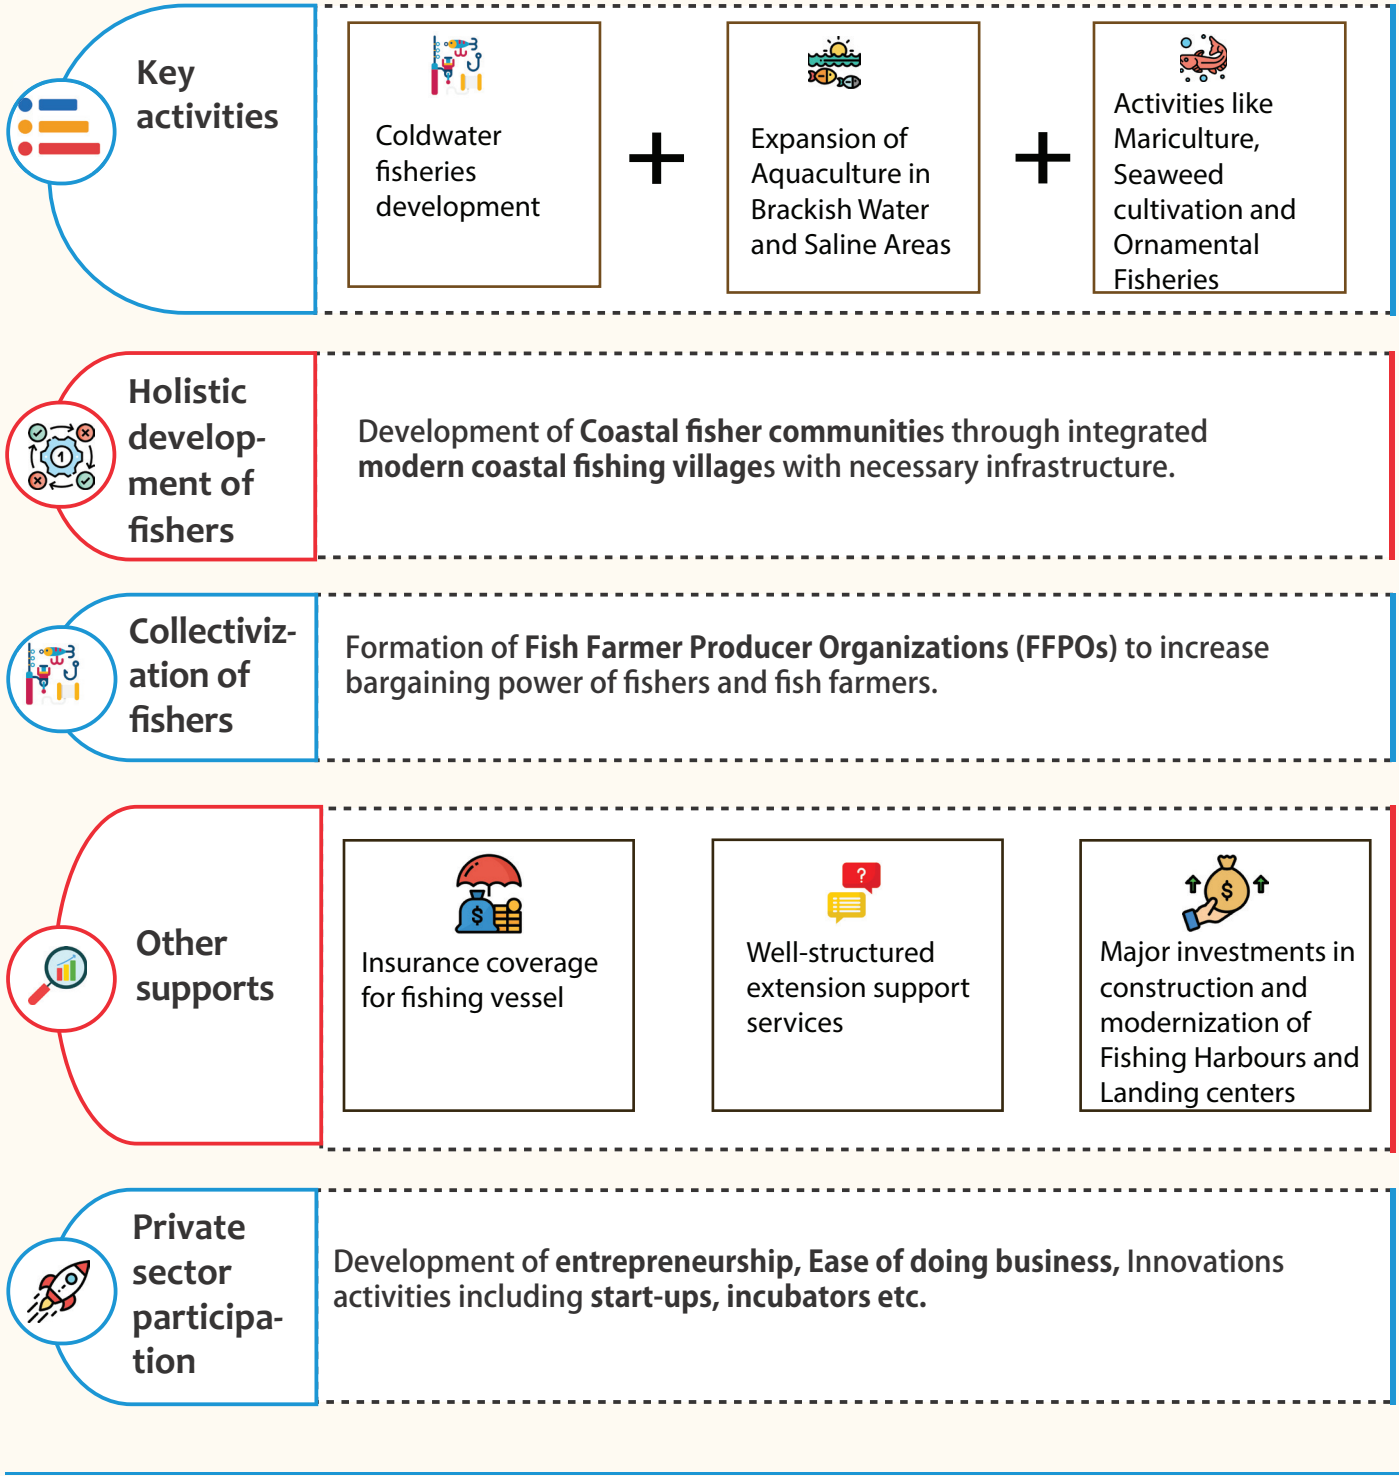 Key
activities
Coldwater
fisheries
development
+
Expansion of
Aquaculture in
Brackish Water
and Saline Areas
+
Activities like
Mariculture,
Seaweed
cultivation and
Ornamental
Fisheries
Holistic
develop-
ment of
fishers
1
Development of Coastal fisher communities through integrated
modern coastal fishing villages with necessary infrastructure.
Collectiviz-
ation of
fishers
Formation of Fish Farmer Producer Organizations (FFPOs) to increase
bargaining power of fishers and fish farmers.
Other
supports
$
Insurance coverage
for fishing vessel
?
Well-structured
extension support
services
$
Major investments in
construction and
modernization of
Fishing Harbours and
Landing centers
Private
sector
participa-
tion
Development of entrepreneurship, Ease of doing business, Innovations
activities including start-ups, incubators etc.